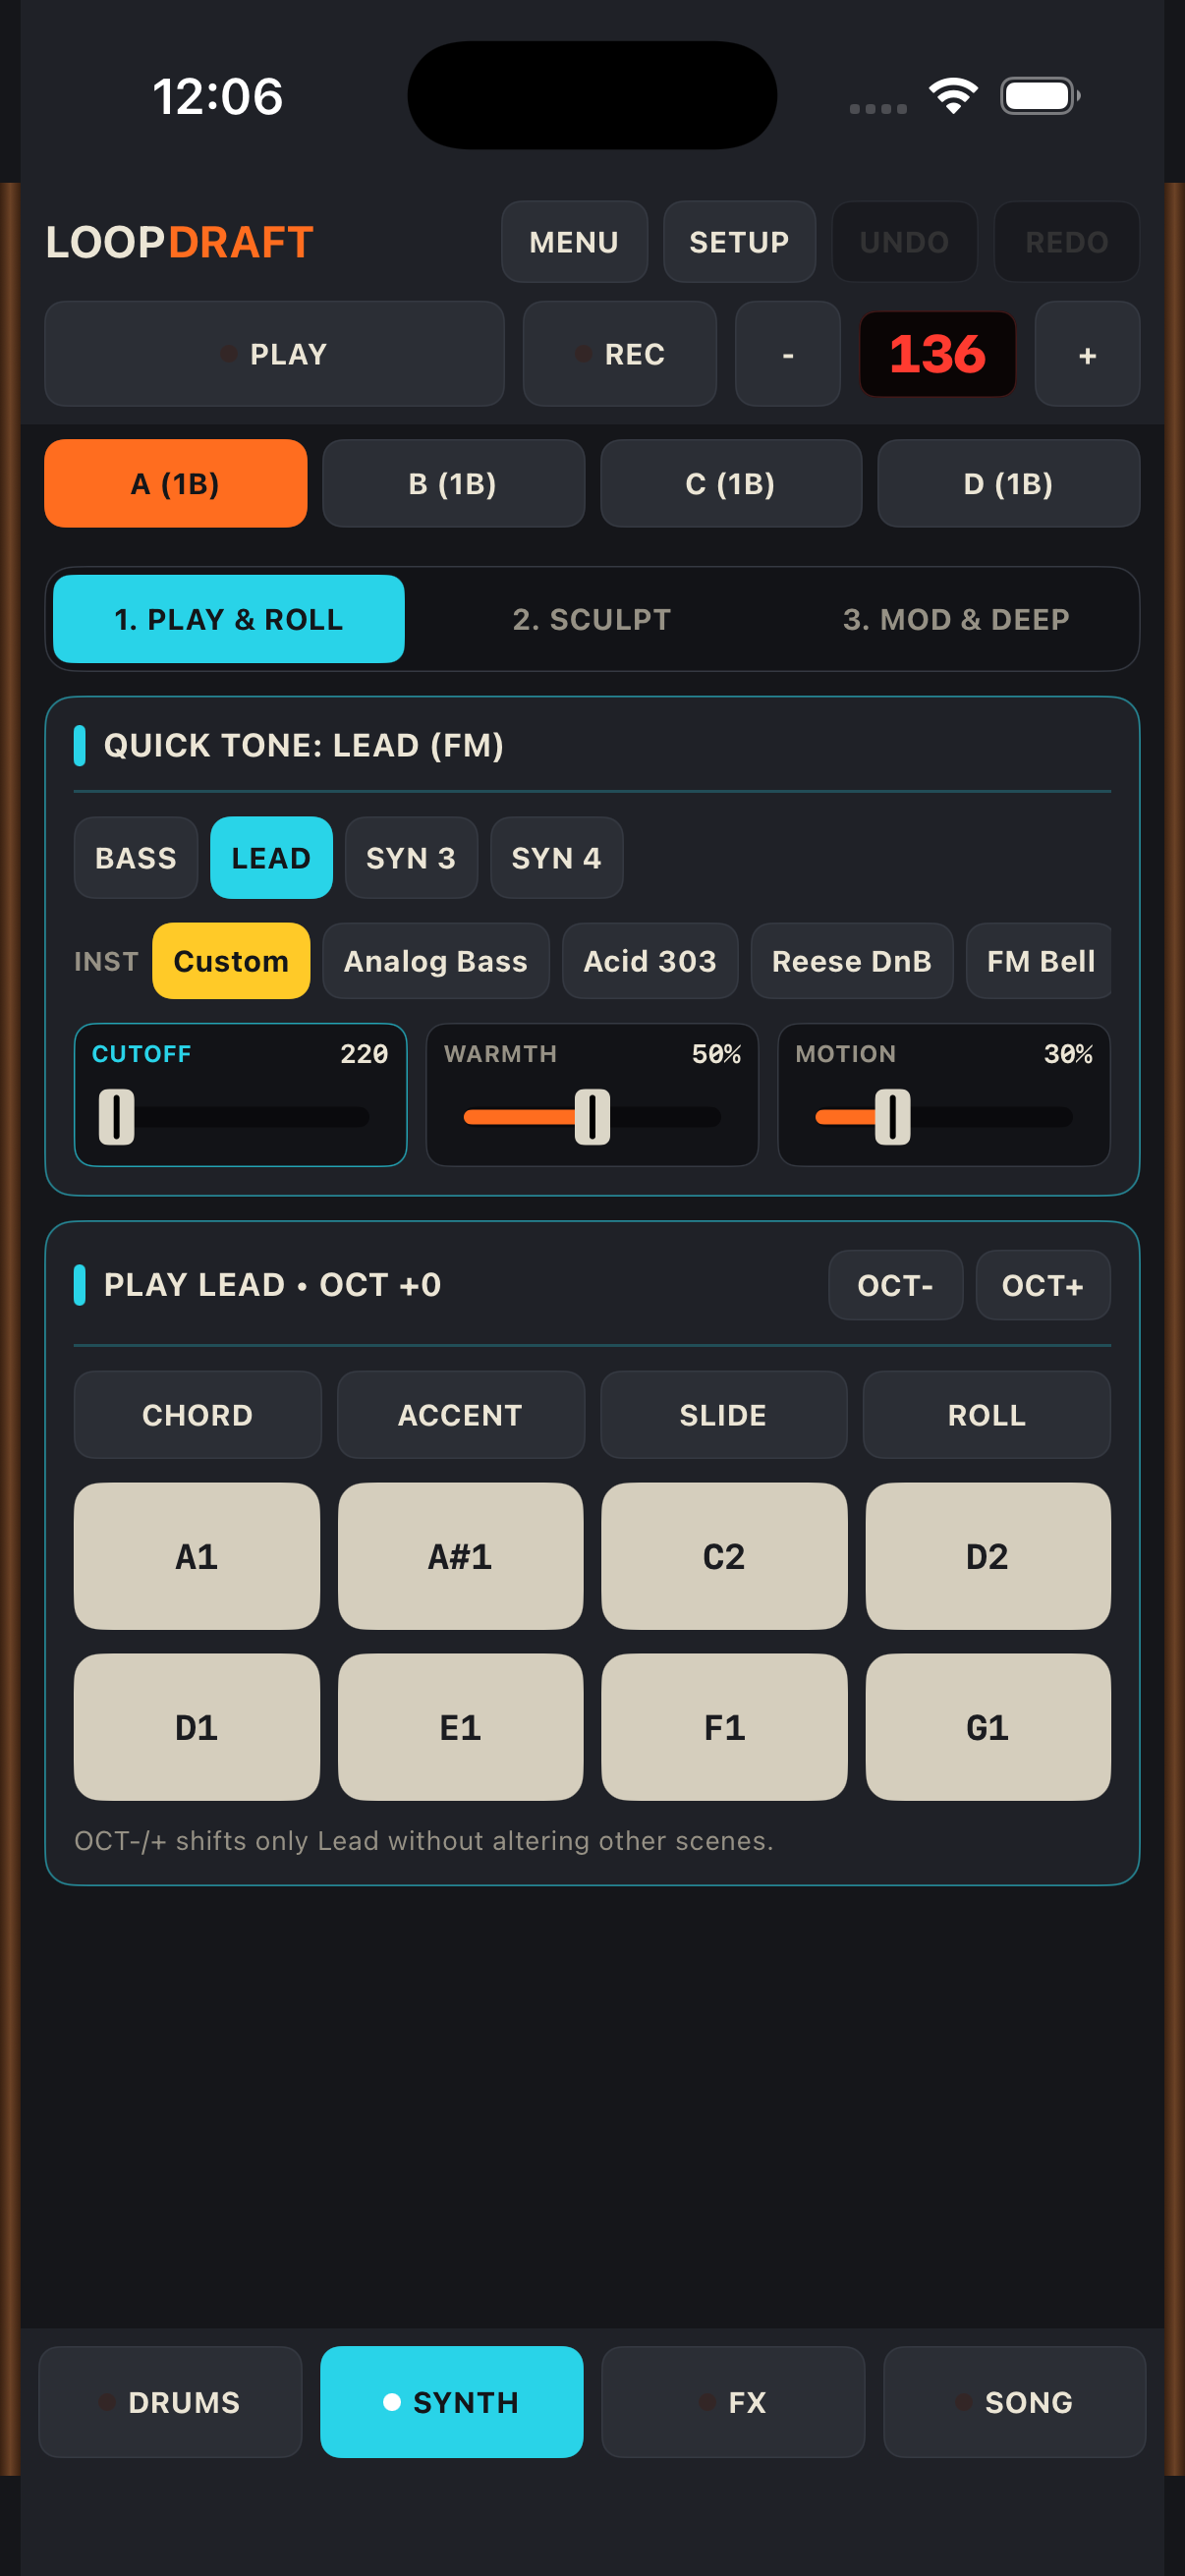 12:06
LOOPDRAFT MENU SETUP UNDO REDO
PLAY REC - 136 +
A (1B) B (1B) C (1B) D (1B)
1. PLAY & ROLL 2. SCULPT 3. MOD & DEEP
QUICK TONE: LEAD (FM)
BASS LEAD SYN 3 SYN 4
INST Custom Analog Bass Acid 303 Reese DnB FM Bell
CUTOFF 220 WARMTH 50% MOTION 30%
PLAY LEAD • OCT +0 OCT- OCT+
CHORD ACCENT SLIDE ROLL
A1 A#1 C2 D2
D1 E1 F1 G1
OCT-/+ shifts only Lead without altering other scenes.
DRUMS SYNTH FX SONG